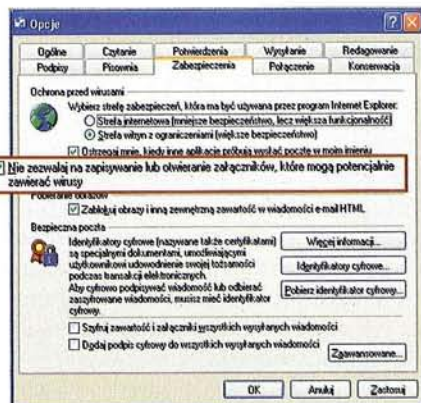 Opcje
Ogólne Czytanie Potwierdzenia Wysyłanie Redagowanie
Podpisy Pisownia Zabezpieczenia Połączenie Konserwacja
Ochrona przed wirusami
Wybierz strefę zabezpieczeń, która ma być używana przez program Internet Explorer.
Strefa internetowa (mniejsze bezpieczeństwo, lecz większa funkcjonalność)
Strefa witryn z ograniczeniami (większe bezpieczeństwo)
Ostrzegaj mnie, kiedy inne aplikacje próbują wysłać pocztę w moim imieniu
Nie zezwalaj na zapisywanie lub otwieranie załączników, które mogą potencjalnie
zawierać wirusy
Pobieranie obrazów
Zablokuj obrazy i inną zewnętrzną zawartość w wiadomości e-mail HTML
Bezpieczna poczta
Identyfikatory cyfrowe (nazywane także certyfikatami)
są specjalnymi dokumentami, umożliwiającymi
użytkownikowi udowodnienie swojej tożsamości
podczas transakcji elektronicznych.
Więcej informacji...
Identyfikatory cyfrowe...
Aby cyfrowo podpisywać wiadomość lub odbierać
zaszyfrowane wiadomości, musisz mieć identyfikator
cyfrowy.
Pobierz identyfikator cyfrowy...
Szyfruj zawartość i załączniki wszystkich wysyłanych wiadomości
Dodaj podpis cyfrowy do wszystkich wysyłanych wiadomości
Zaawansowane...
OK Anuluj Zastosuj